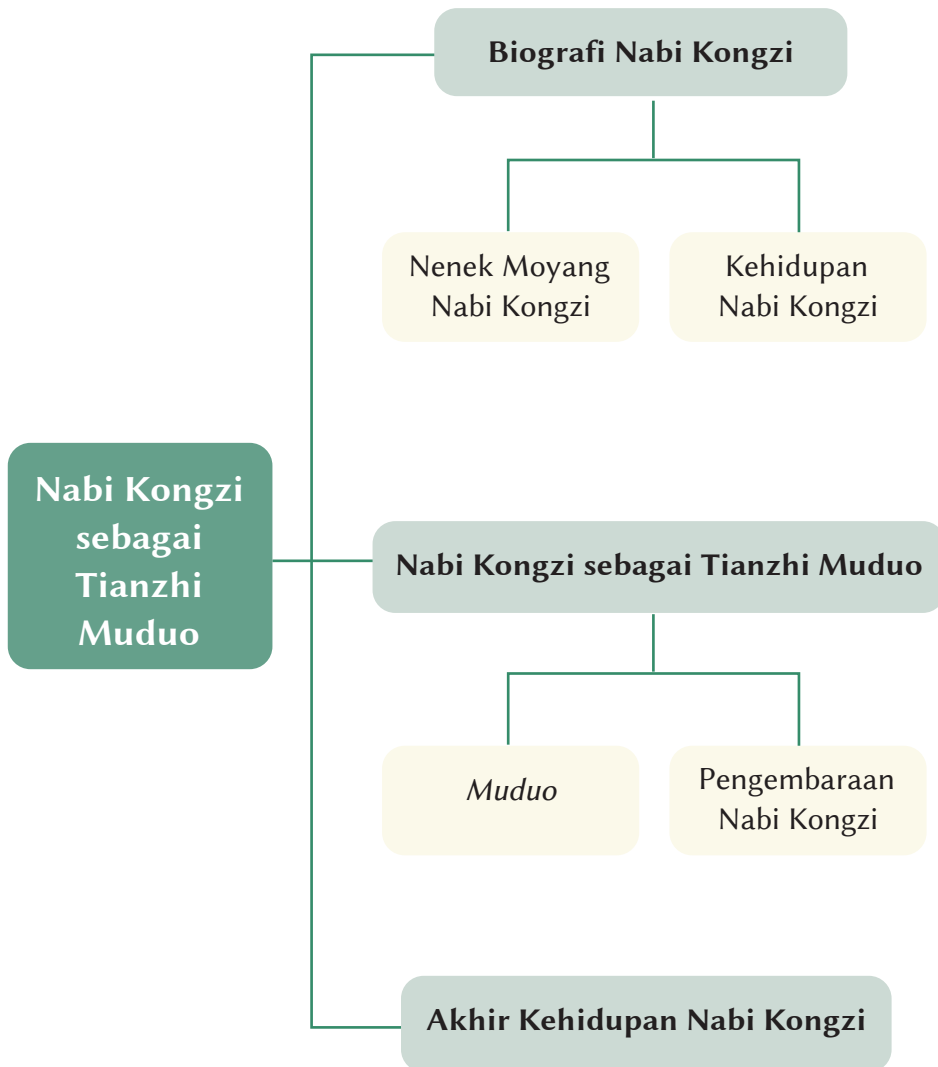 Biografi Nabi Kongzi
Nenek Moyang
Nabi Kongzi
Kehidupan
Nabi Kongzi
Nabi Kongzi
sebagai
Tianzhi
Muduo
Nabi Kongzi sebagai Tianzhi Muduo
Muduo
Pengembaraan
Nabi Kongzi
Akhir Kehidupan Nabi Kongzi